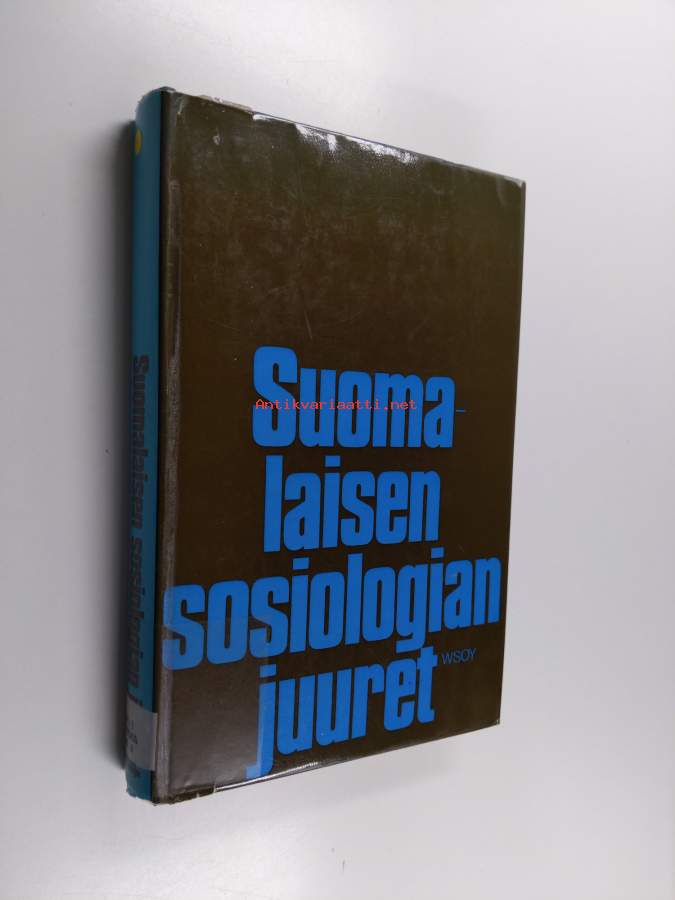 Suoma-
Antikvariaatti.net
laisen
sosiologian
juuret
WSOY
Suomalaisen sosiologian